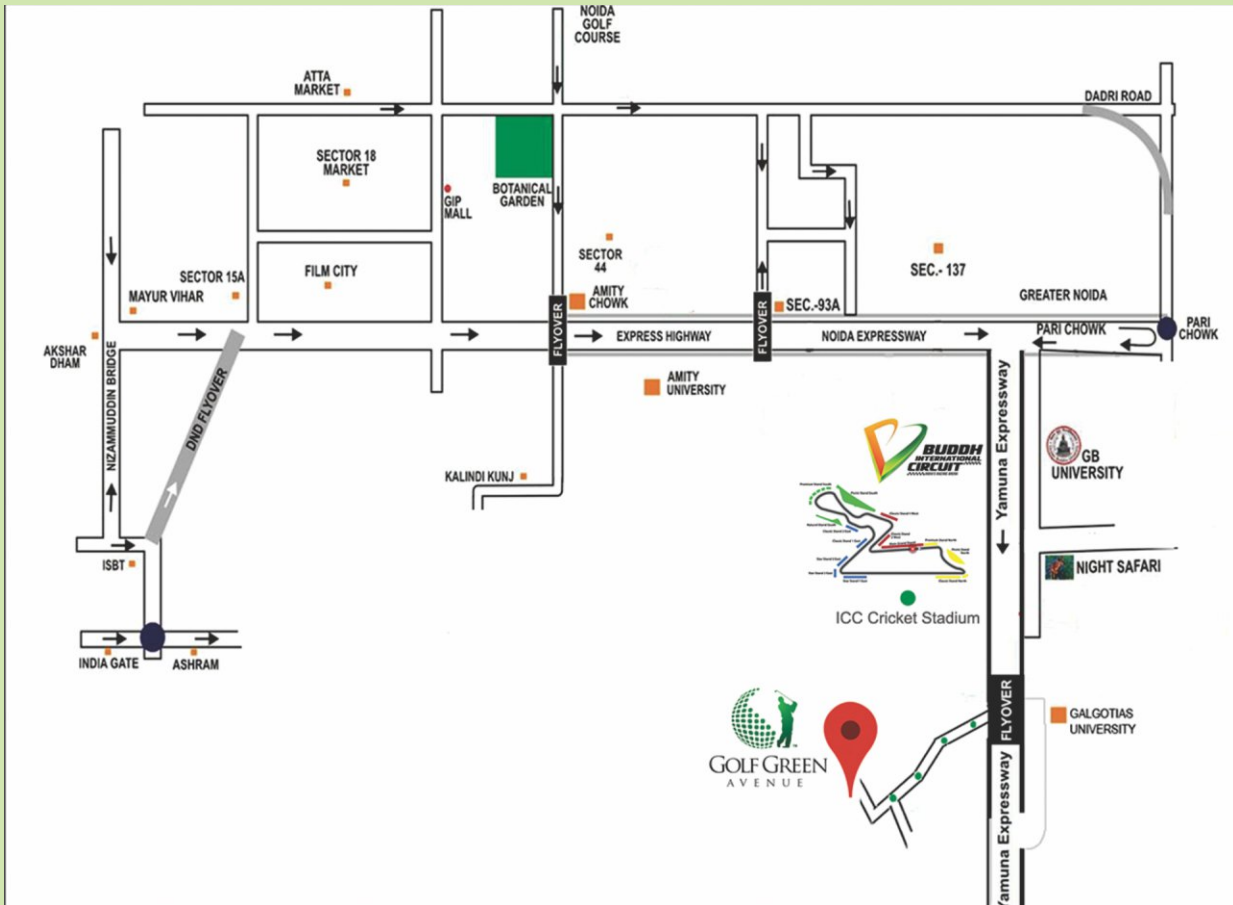 NOIDA
GOLF
COURSE
ATTA
MARKET
DADRI ROAD
SECTOR 18
MARKET
GIP
MALL
BOTANICAL
GARDEN
SECTOR
44
SEC.- 137
SECTOR 15A
FILM CITY
MAYUR VIHAR
AMITY
CHOWK
SEC.-93A
GREATER NOIDA
AKSHAR
DHAM
FLYOVER
EXPRESS HIGHWAY
FLYOVER
NOIDA EXPRESSWAY
PARI CHOWK
PARI
CHOWK
NIZAMMUDDIN BRIDGE
DND FLYOVER
AMITY
UNIVERSITY
Yamuna Expressway
BUDDH
INTERNATIONAL
CIRCUIT
GB
UNIVERSITY
KALINDI KUNJ
ISBT
NIGHT SAFARI
ICC Cricket Stadium
INDIA GATE
ASHRAM
FLYOVER
GALGOTIAS
UNIVERSITY
GOLF GREEN
AVENUE
Yamuna Expressway